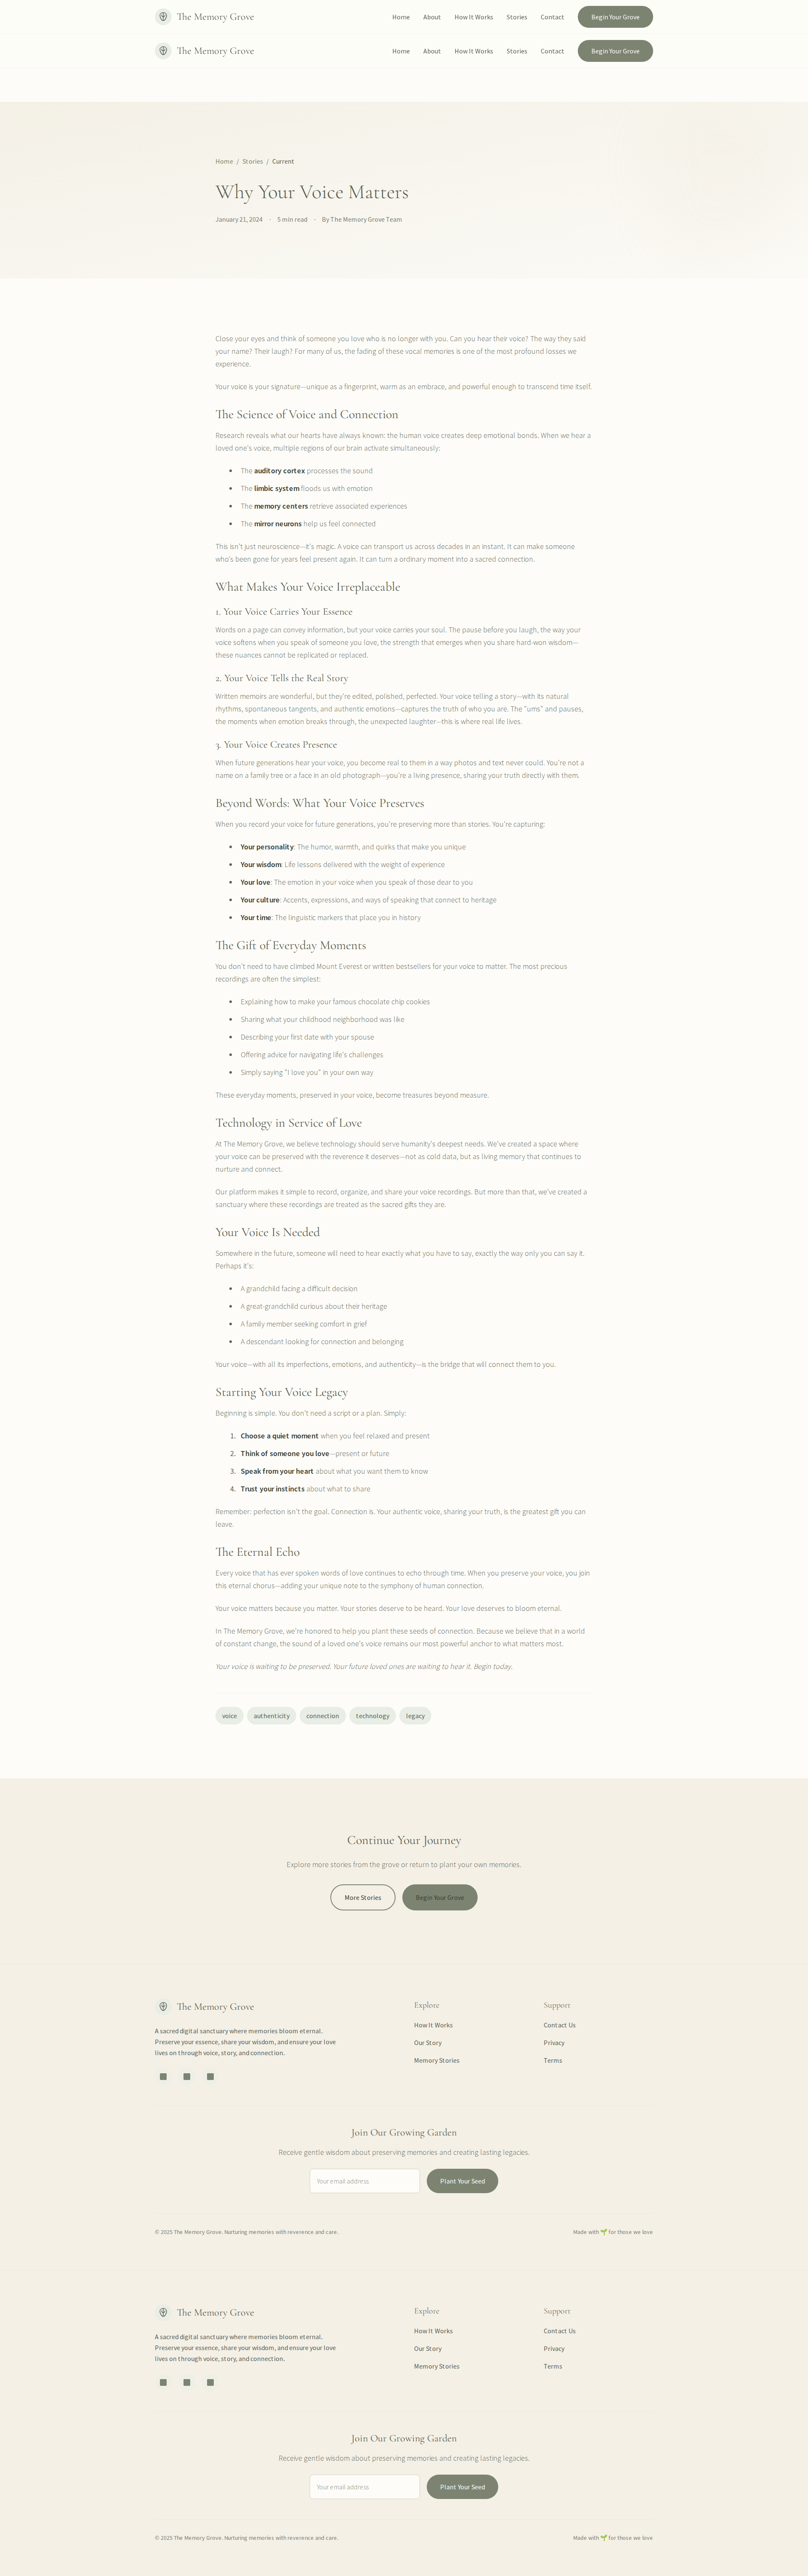 The Memory Grove
Home About How It Works Stories Contact Begin Your Grove
The Memory Grove
Home About How It Works Stories Contact Begin Your Grove
Home / Stories / Current
Why Your Voice Matters
January 21, 2024 · 5 min read · By The Memory Grove Team
Close your eyes and think of someone you love who is no longer with you. Can you hear their voice? The way they said
your name? Their laugh? For many of us, the fading of these vocal memories is one of the most profound losses we
experience.
Your voice is your signature—unique as a fingerprint, warm as an embrace, and powerful enough to transcend time itself.
The Science of Voice and Connection
Research reveals what our hearts have always known: the human voice creates deep emotional bonds. When we hear a
loved one's voice, multiple regions of our brain activate simultaneously:
• The auditory cortex processes the sound
• The limbic system floods us with emotion
• The memory centers retrieve associated experiences
• The mirror neurons help us feel connected
This isn't just neuroscience—it's magic. A voice can transport us across decades in an instant. It can make someone
who's been gone for years feel present again. It can turn a ordinary moment into a sacred connection.
What Makes Your Voice Irreplaceable
1. Your Voice Carries Your Essence
Words on a page can convey information, but your voice carries your soul. The pause before you laugh, the way your
voice softens when you speak of someone you love, the strength that emerges when you share hard-won wisdom—
these nuances cannot be replicated or replaced.
2. Your Voice Tells the Real Story
Written memoirs are wonderful, but they're edited, polished, perfected. Your voice telling a story—with its natural
rhythms, spontaneous tangents, and authentic emotions—captures the truth of who you are. The "ums" and pauses,
the moments when emotion breaks through, the unexpected laughter—this is where real life lives.
3. Your Voice Creates Presence
When future generations hear your voice, you become real to them in a way photos and text never could. You're not a
name on a family tree or a face in an old photograph—you're a living presence, sharing your truth directly with them.
Beyond Words: What Your Voice Preserves
When you record your voice for future generations, you're preserving more than stories. You're capturing:
• Your personality: The humor, warmth, and quirks that make you unique
• Your wisdom: Life lessons delivered with the weight of experience
• Your love: The emotion in your voice when you speak of those dear to you
• Your culture: Accents, expressions, and ways of speaking that connect to heritage
• Your time: The linguistic markers that place you in history
The Gift of Everyday Moments
You don't need to have climbed Mount Everest or written bestsellers for your voice to matter. The most precious
recordings are often the simplest:
• Explaining how to make your famous chocolate chip cookies
• Sharing what your childhood neighborhood was like
• Describing your first date with your spouse
• Offering advice for navigating life's challenges
• Simply saying "I love you" in your own way
These everyday moments, preserved in your voice, become treasures beyond measure.
Technology in Service of Love
At The Memory Grove, we believe technology should serve humanity's deepest needs. We've created a space where
your voice can be preserved with the reverence it deserves—not as cold data, but as living memory that continues to
nurture and connect.
Our platform makes it simple to record, organize, and share your voice recordings. But more than that, we've created a
sanctuary where these recordings are treated as the sacred gifts they are.
Your Voice Is Needed
Somewhere in the future, someone will need to hear exactly what you have to say, exactly the way only you can say it.
Perhaps it's:
• A grandchild facing a difficult decision
• A great-grandchild curious about their heritage
• A family member seeking comfort in grief
• A descendant looking for connection and belonging
Your voice—with all its imperfections, emotions, and authenticity—is the bridge that will connect them to you.
Starting Your Voice Legacy
Beginning is simple. You don't need a script or a plan. Simply:
1. Choose a quiet moment when you feel relaxed and present
2. Think of someone you love—present or future
3. Speak from your heart about what you want them to know
4. Trust your instincts about what to share
Remember: perfection isn't the goal. Connection is. Your authentic voice, sharing your truth, is the greatest gift you can
leave.
The Eternal Echo
Every voice that has ever spoken words of love continues to echo through time. When you preserve your voice, you join
this eternal chorus—adding your unique note to the symphony of human connection.
Your voice matters because you matter. Your stories deserve to be heard. Your love deserves to bloom eternal.
In The Memory Grove, we're honored to help you plant these seeds of connection. Because we believe that in a world
of constant change, the sound of a loved one's voice remains our most powerful anchor to what matters most.
Your voice is waiting to be preserved. Your future loved ones are waiting to hear it. Begin today.
voice authenticity connection technology legacy
Continue Your Journey
Explore more stories from the grove or return to plant your own memories.
More Stories Begin Your Grove
The Memory Grove
A sacred digital sanctuary where memories bloom eternal.
Preserve your essence, share your wisdom, and ensure your love
lives on through voice, story, and connection.
Explore
How It Works
Our Story
Memory Stories
Support
Contact Us
Privacy
Terms
Join Our Growing Garden
Receive gentle wisdom about preserving memories and creating lasting legacies.
Your email address Plant Your Seed
© 2025 The Memory Grove. Nurturing memories with reverence and care.
Made with 🌱 for those we love
The Memory Grove
A sacred digital sanctuary where memories bloom eternal.
Preserve your essence, share your wisdom, and ensure your love
lives on through voice, story, and connection.
Explore
How It Works
Our Story
Memory Stories
Support
Contact Us
Privacy
Terms
Join Our Growing Garden
Receive gentle wisdom about preserving memories and creating lasting legacies.
Your email address Plant Your Seed
© 2025 The Memory Grove. Nurturing memories with reverence and care.
Made with 🌱 for those we love